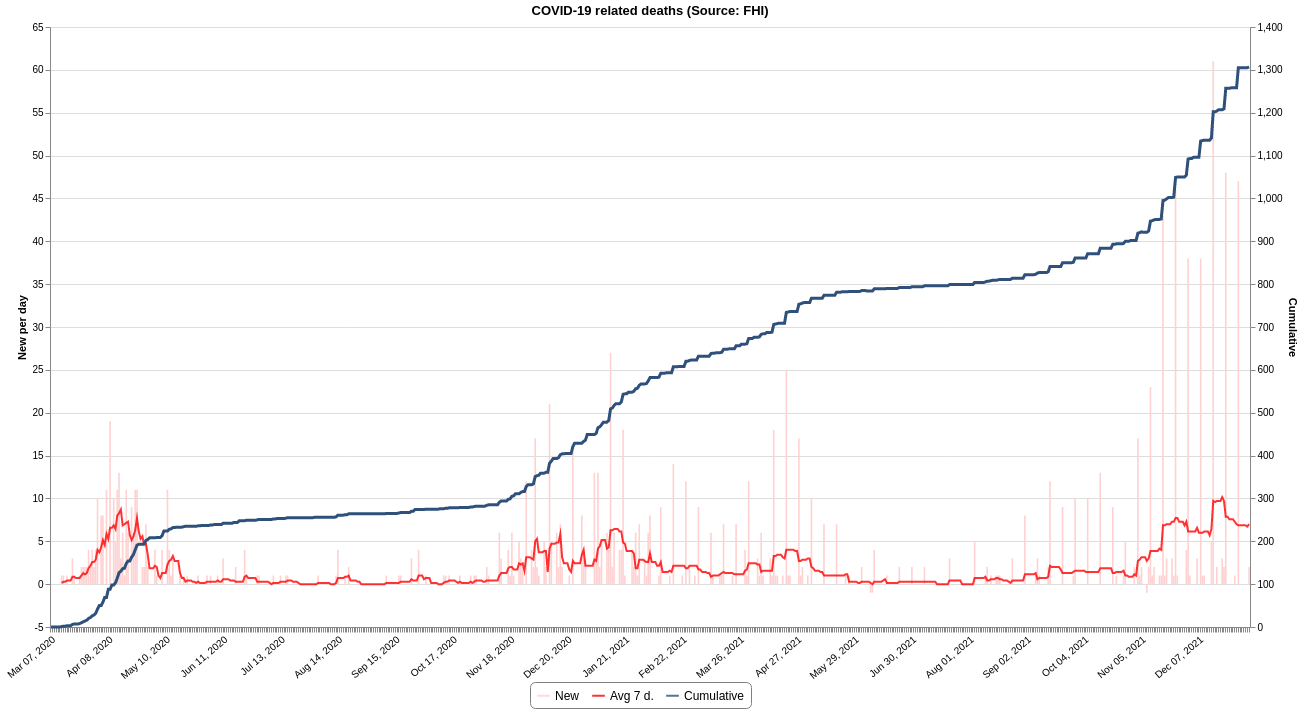 COVID-19 related deaths (Source: FHI)
65
60
55
50
45
40
35
30
25
20
15
10
5
0
-5
New per day
1,400
1,300
1,200
1,100
1,000
900
800
700
600
500
400
300
200
100
0
Cumulative
Mar 07, 2020
Apr 08, 2020
May 10, 2020
Jun 11, 2020
Jul 13, 2020
Aug 14, 2020
Sep 15, 2020
Oct 17, 2020
Nov 18, 2020
Dec 20, 2020
Jan 21, 2021
Feb 22, 2021
Mar 26, 2021
Apr 27, 2021
May 29, 2021
Jun 30, 2021
Aug 01, 2021
Sep 02, 2021
Oct 04, 2021
Nov 05, 2021
Dec 07, 2021
New Avg 7 d. Cumulative